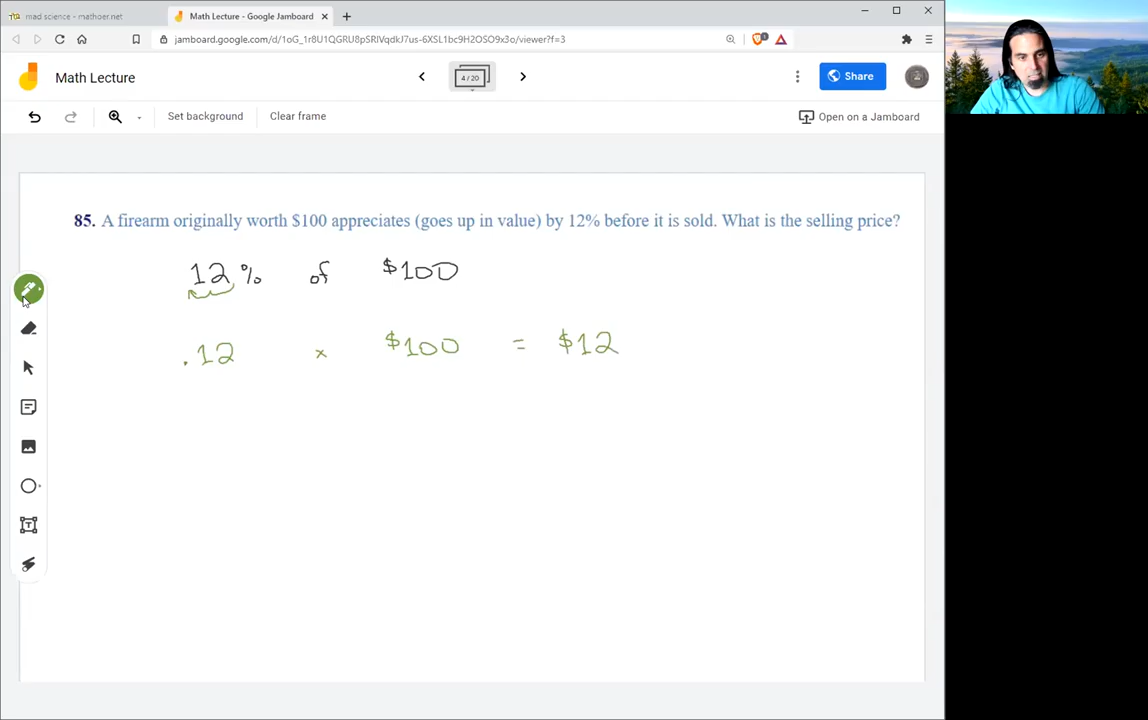 mad science - mathoer.net
Math Lecture - Google Jamboard
jamboard.google.com/d/1oG_1r8U1QGRU8pSRIVqdkJ7us-6XSL1bc9H2OSO9x3o/viewer?f=3
Math Lecture
4 / 20
Share
Set background
Clear frame
Open on a Jamboard
85. A firearm originally worth $100 appreciates (goes up in value) by 12% before it is sold. What is the selling price?
12% of $100
.12 × $100 = $12